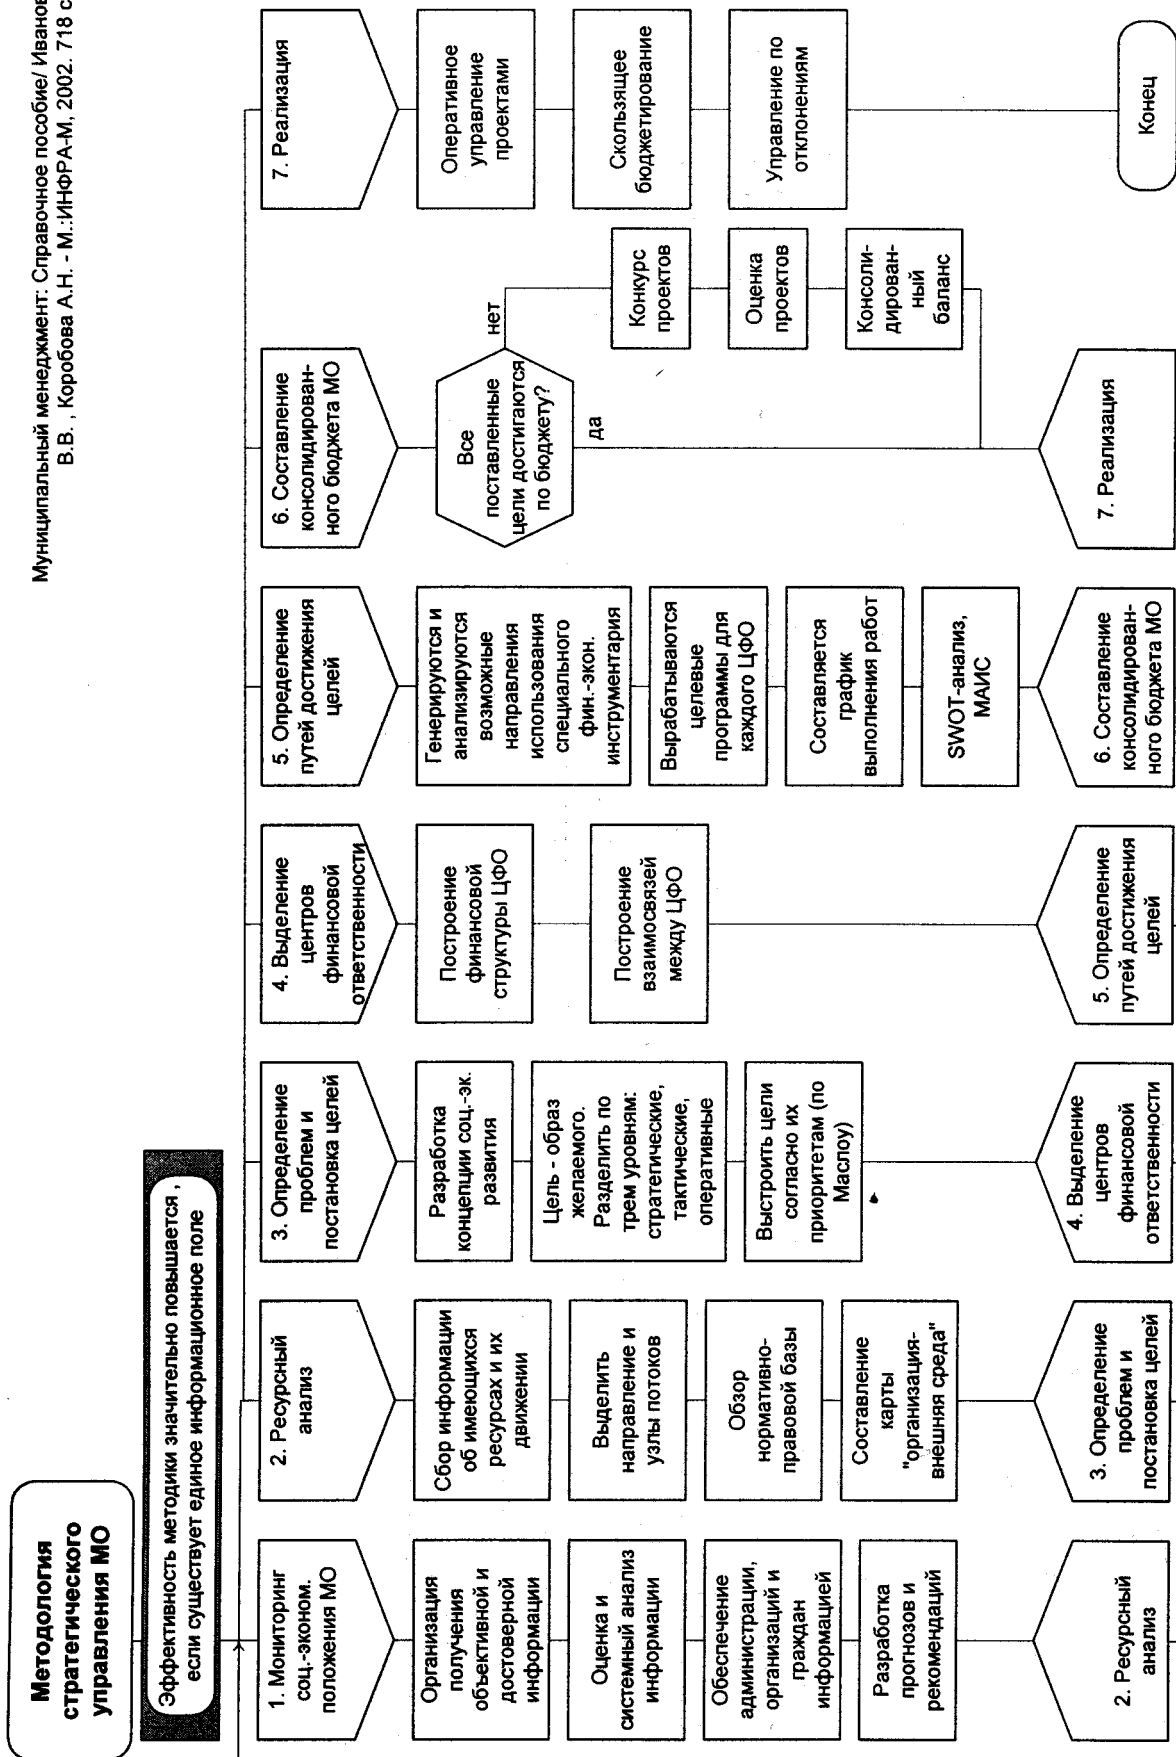 Муниципальный менеджмент: Справочное пособие/ Иванов
В.В. , Коробова А.Н. - М.:ИНФРА-М, 2002. 718 с
Методология
стратегического
управления МО
Эффективность методики значительно повышается ,
если существует единое информационное поле
1. Мониторинг
соц.-эконом.
положения МО
Организация
получения
объективной и
достоверной
информации
Оценка и
системный анализ
информации
Обеспечение
администрации,
организаций и
граждан
информацией
Разработка
прогнозов и
рекомендаций
2. Ресурсный
анализ
2. Ресурсный
анализ
Сбор информации
об имеющихся
ресурсах и их
движении
Выделить
направление и
узлы потоков
Обзор
нормативно-
правовой базы
Составление
карты
"организация-
внешняя среда"
3. Определение
проблем и
постановка целей
3. Определение
проблем и
постановка целей
Разработка
концепции соц.-эк.
развития
Цель - образ
желаемого.
Разделить по
трем уровням:
стратегические,
тактические,
оперативные
Выстроить цели
согласно их
приоритетам (по
Маслоу)
4. Выделение
центров
финансовой
ответственности
4. Выделение
центров
финансовой
ответственности
Построение
финансовой
структуры ЦФО
Построение
взаимосвязей
между ЦФО
5. Определение
путей достижения
целей
5. Определение
путей достижения
целей
Генерируются и
анализируются
возможные
направления
использования
специального
фин.-экон.
инструментария
Вырабатываются
целевые
программы для
каждого ЦФО
Составляется
график
выполнения работ
SWOT-анализ,
МАИС
6. Составление
консолидирован-
ного бюджета МО
6. Составление
консолидирован-
ного бюджета МО
Все
поставленные
цели достигаются
по бюджету?
нет
да
Конкурс
проектов
Оценка
проектов
Консоли-
дирован-
ный
баланс
7. Реализация
7. Реализация
Оперативное
управление
проектами
Скользящее
бюджетирование
Управление по
отклонениям
Конец